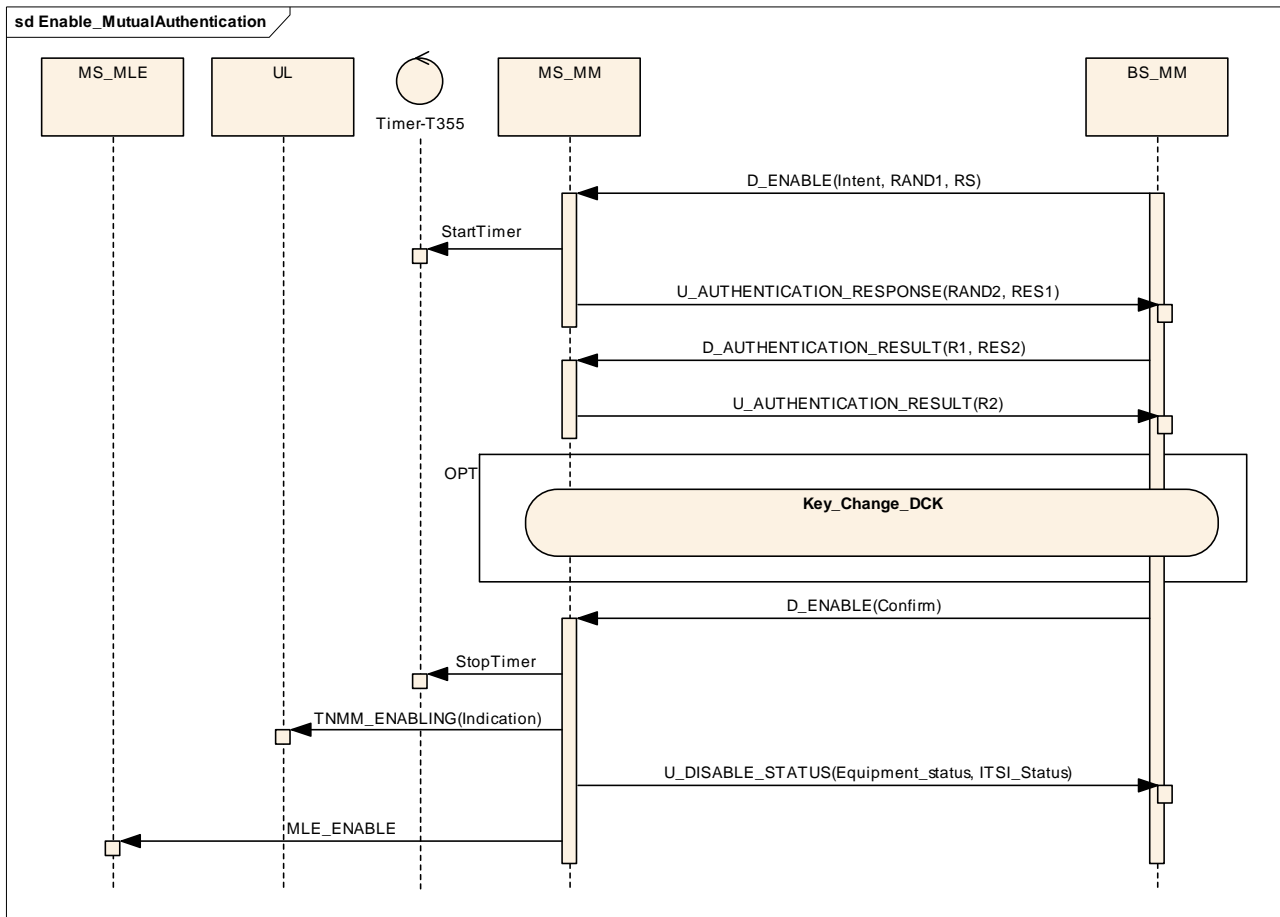 sd Enable_MutualAuthentication
MS_MLE
UL
Timer-T355
MS_MM
BS_MM
D_ENABLE(Intent, RAND1, RS)
StartTimer
U_AUTHENTICATION_RESPONSE(RAND2, RES1)
D_AUTHENTICATION_RESULT(R1, RES2)
U_AUTHENTICATION_RESULT(R2)
OPT
Key_Change_DCK
D_ENABLE(Confirm)
StopTimer
TNMM_ENABLING(Indication)
U_DISABLE_STATUS(Equipment_status, ITSI_Status)
MLE_ENABLE